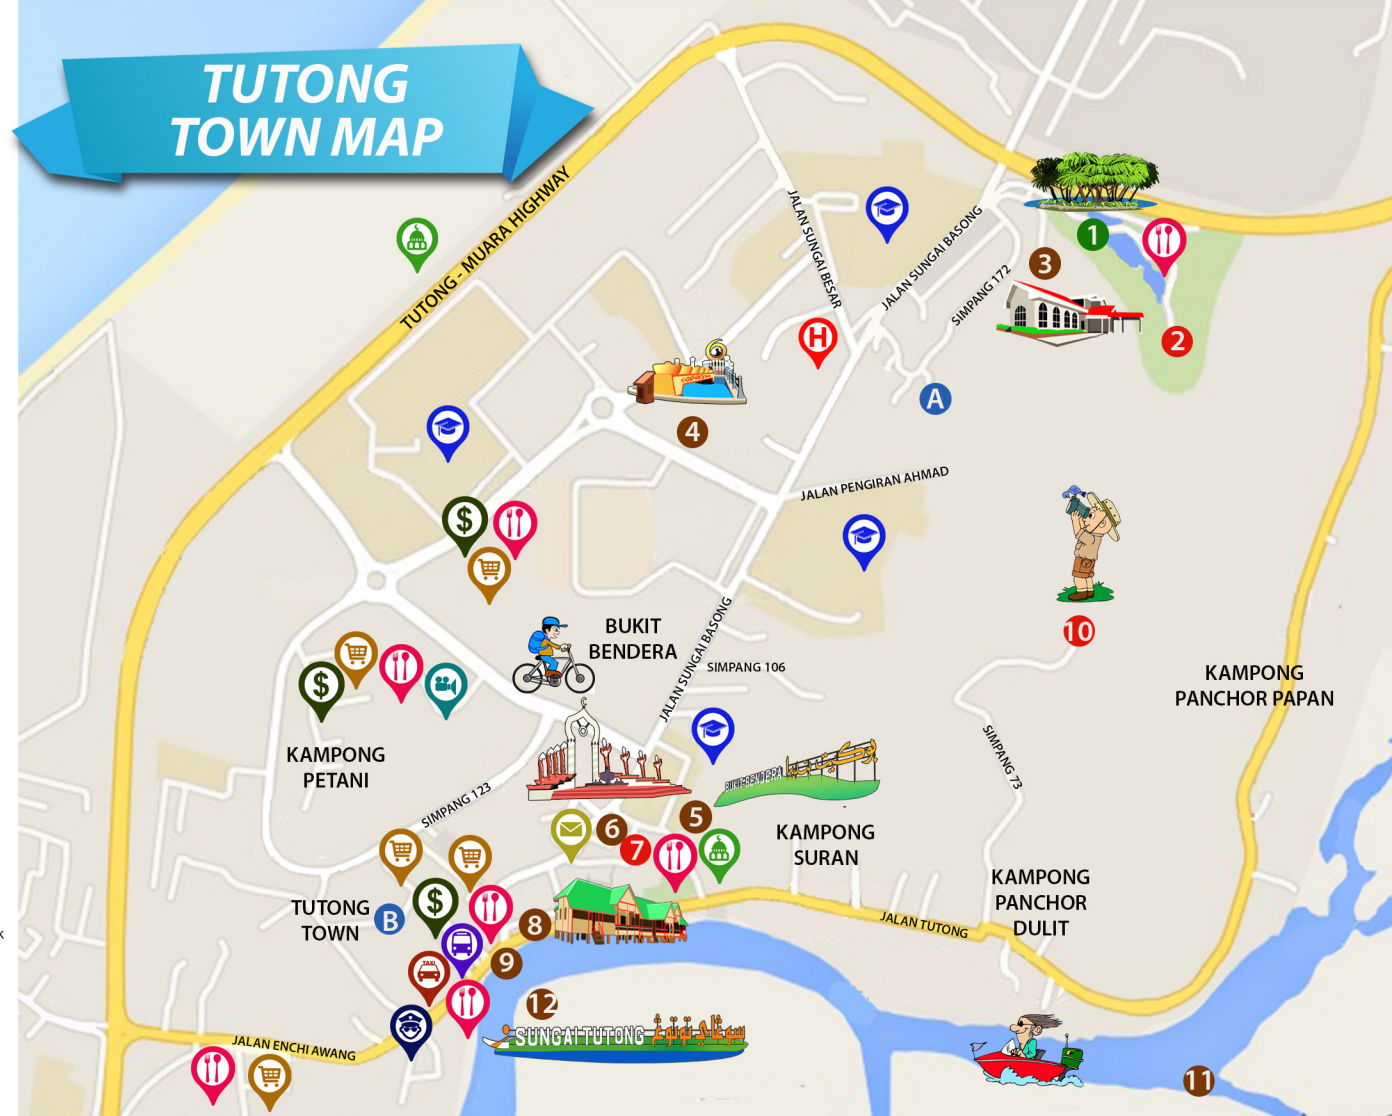 TUTONG
TOWN MAP
TUTONG - MUARA HIGHWAY
JALAN SUNGAI BESAR
JALAN SUNGAI BASONG
SIMPANG 172
1
2
3
H
A
4
JALAN PENGIRAN AHMAD
$
10
BUKIT
BENDERA
JALAN SUNGAI BASONG
SIMPANG 106
KAMPONG
PANCHOR PAPAN
$
KAMPONG
PETANI
SIMPANG 73
SIMPANG 123
BUKIT BENDERA
5
6
7
KAMPONG
SURAN
KAMPONG
PANCHOR
DULIT
$
TUTONG
TOWN
B
8
JALAN TUTONG
k
9
TAXI
12
SUNGAI TUTONG
JALAN ENCHI AWANG
11